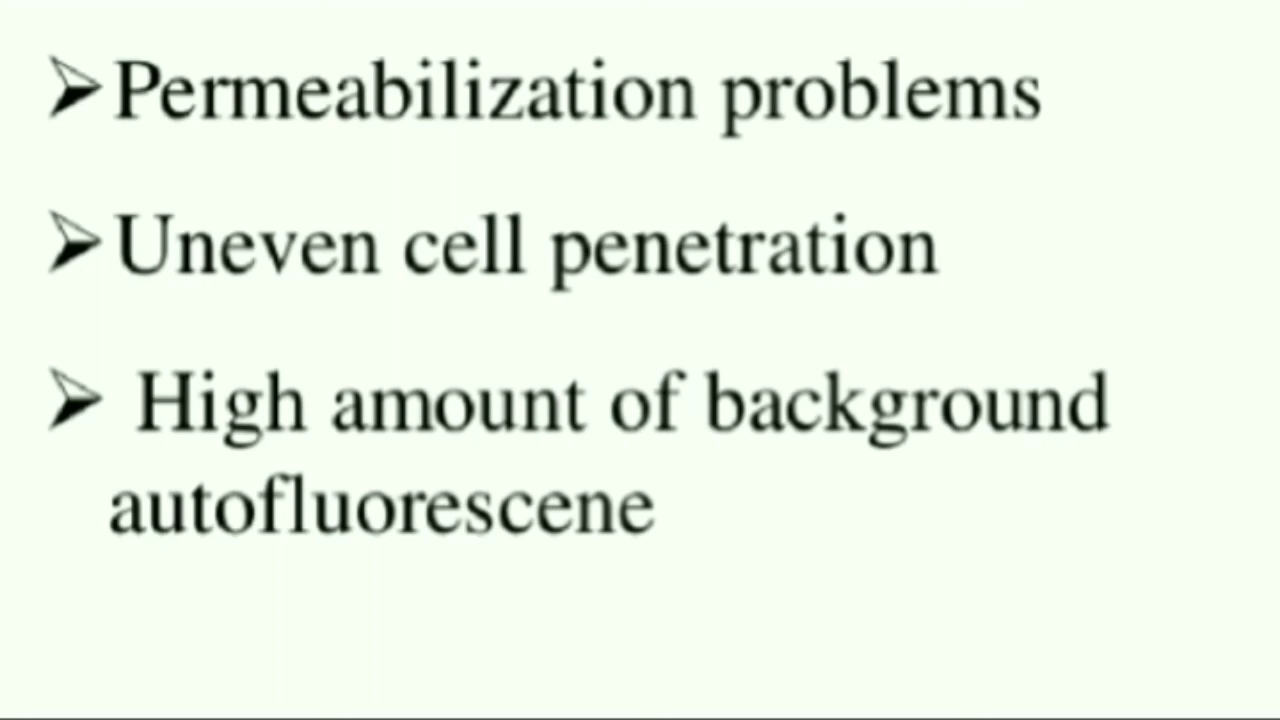 ➢Permeabilization problems
➢Uneven cell penetration
➢ High amount of background
autofluorescene